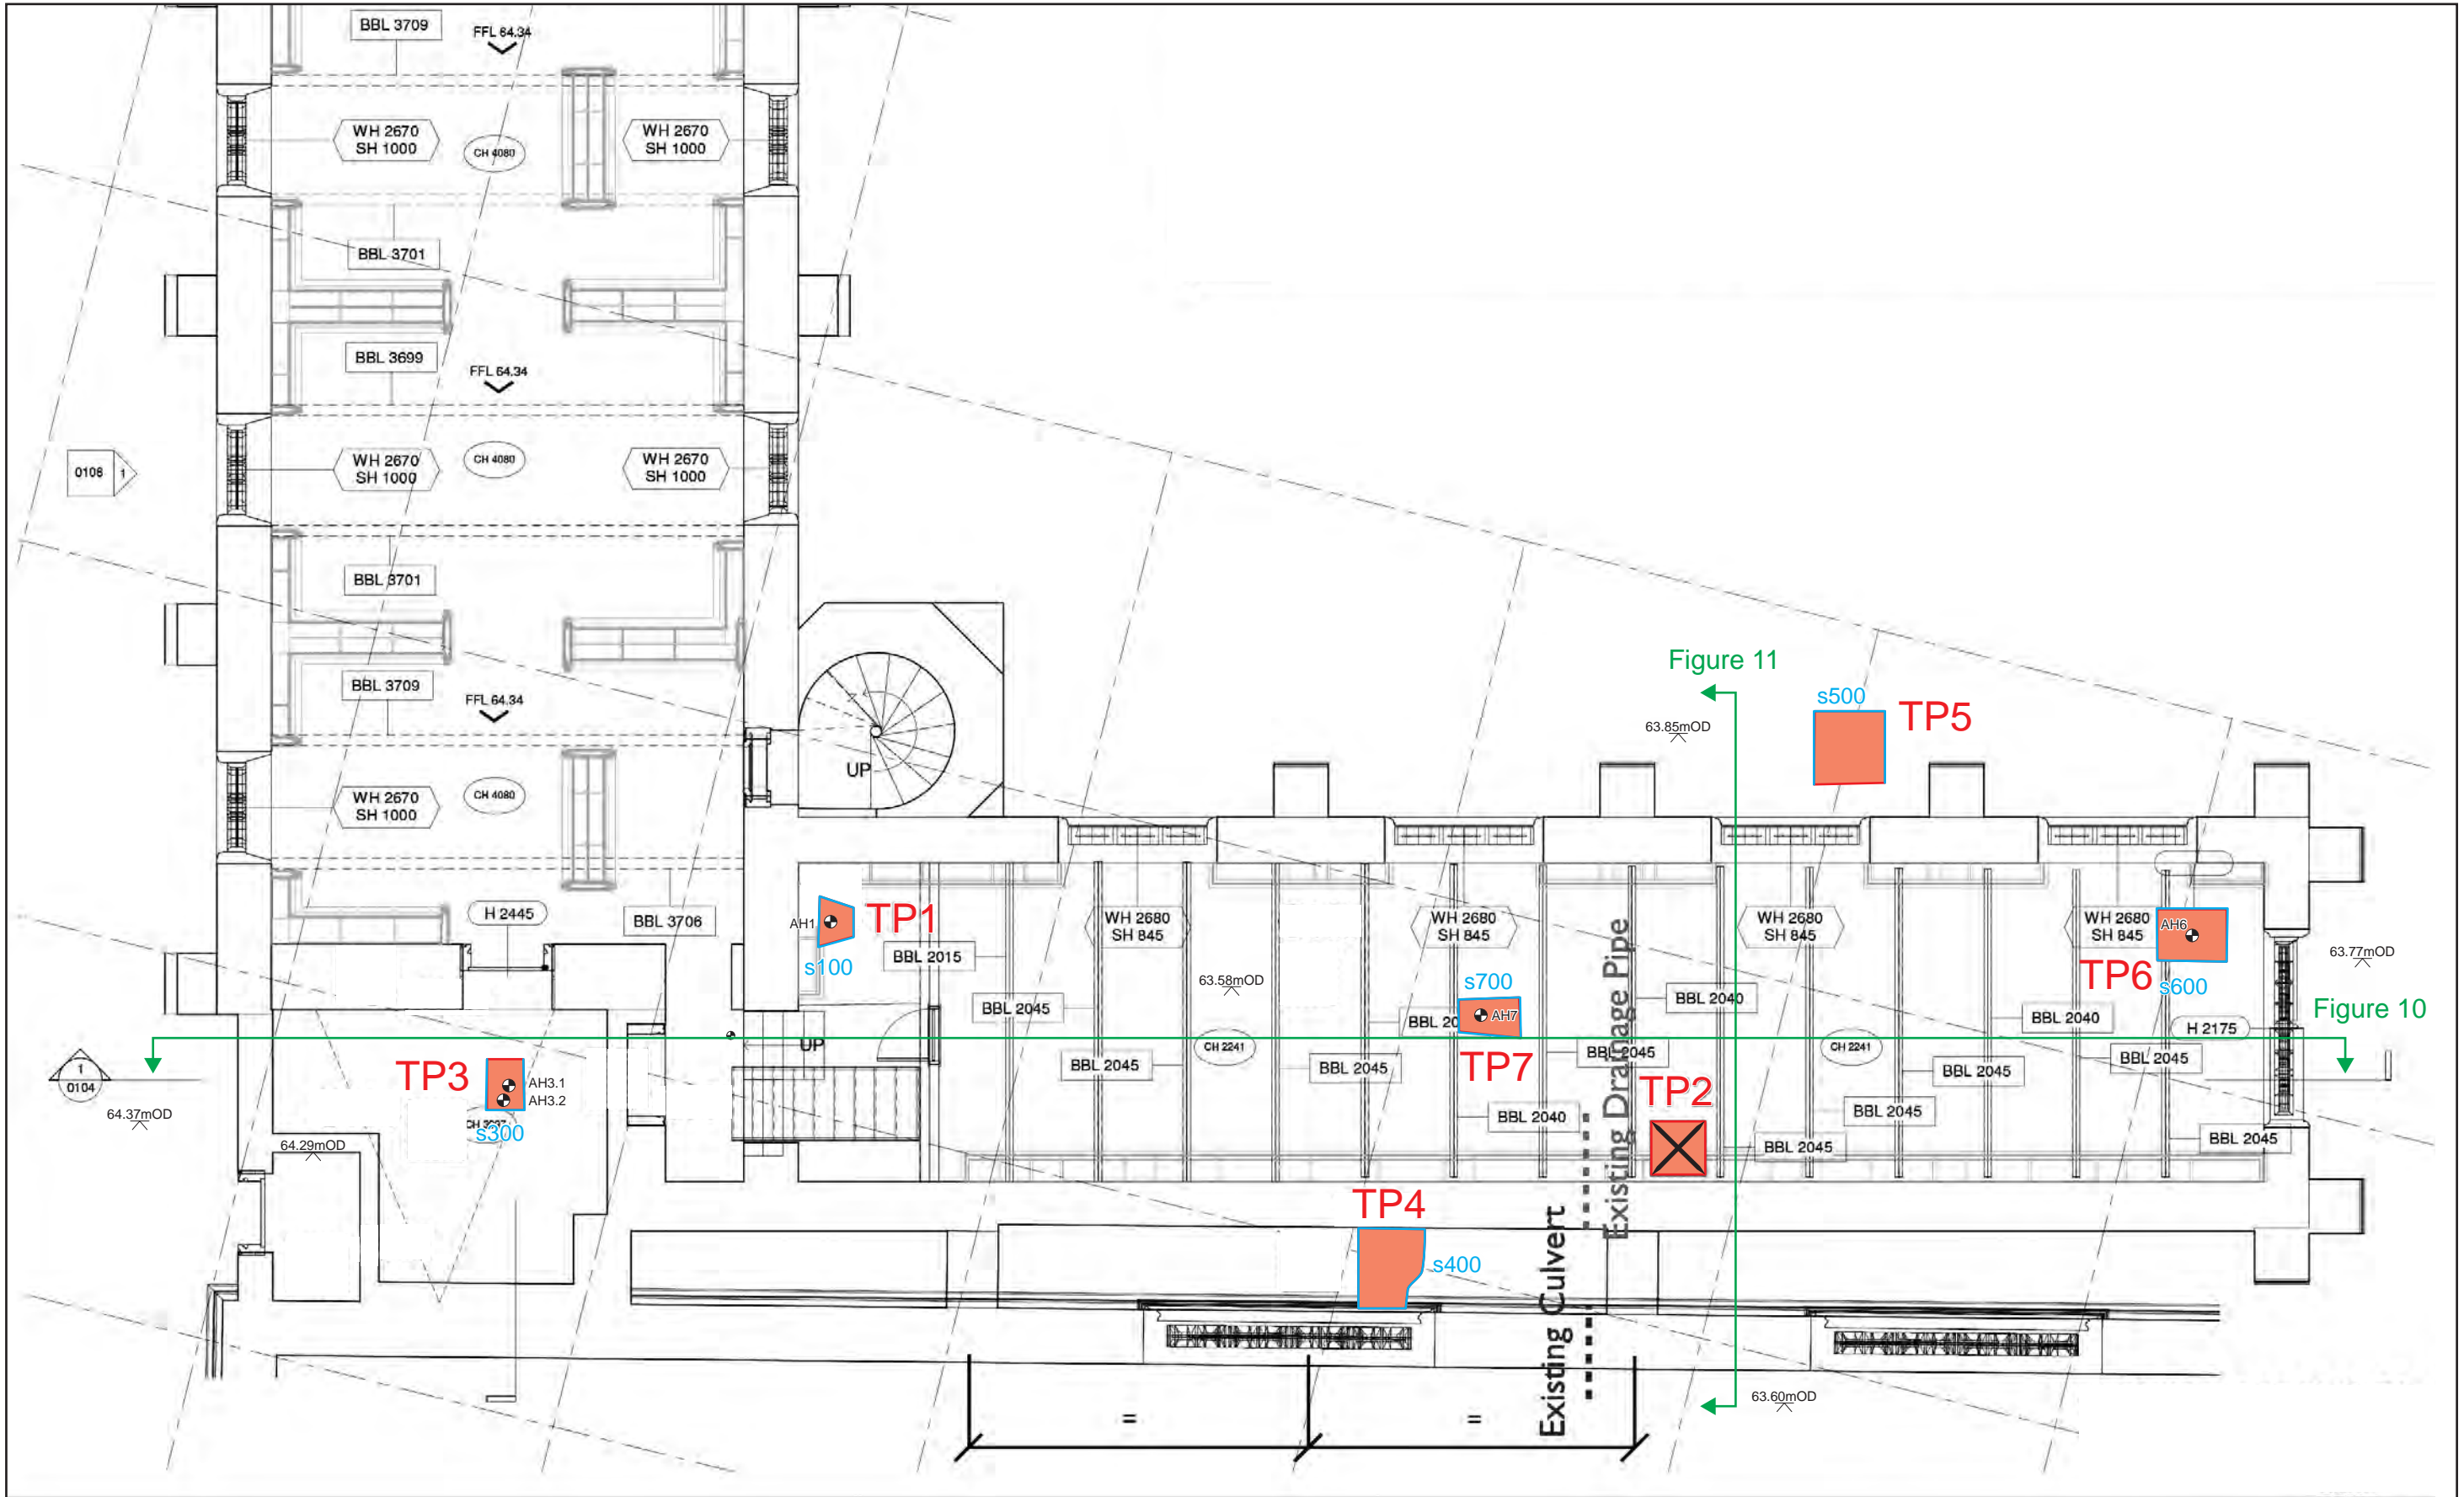 BBL 3709
FFL 64.34
WH 2670
SH 1000
CH 4080
WH 2670
SH 1000
BBL 3701
BBL 3699
FFL 64.34
0108
1
WH 2670
SH 1000
CH 4080
WH 2670
SH 1000
BBL 3701
BBL 3709
FFL 64.34
UP
WH 2670
SH 1000
CH 4080
Figure 11
s500
TP5
63.85mOD
H 2445
BBL 3706
AH1
TP1
s100
BBL 2015
WH 2680
SH 845
WH 2680
SH 845
WH 2680
SH 845
WH 2680
SH 845
AH6
TP6
s600
63.77mOD
63.58mOD
s700
AH7
TP7
BBL 2045
BBL 20
BBL 2040
BBL 2040
H 2175
Figure 10
UP
CH 2241
BBL 2045
CH 2241
BBL 2045
BBL 2045
BBL 2045
BBL 2045
TP3
AH3.1
AH3.2
s300
1
0104
64.37mOD
64.29mOD
TP2
BBL 2040
BBL 2045
BBL 2045
BBL 2045
Existing Drainage Pipe
TP4
s400
Existing Culvert
63.60mOD
=
=